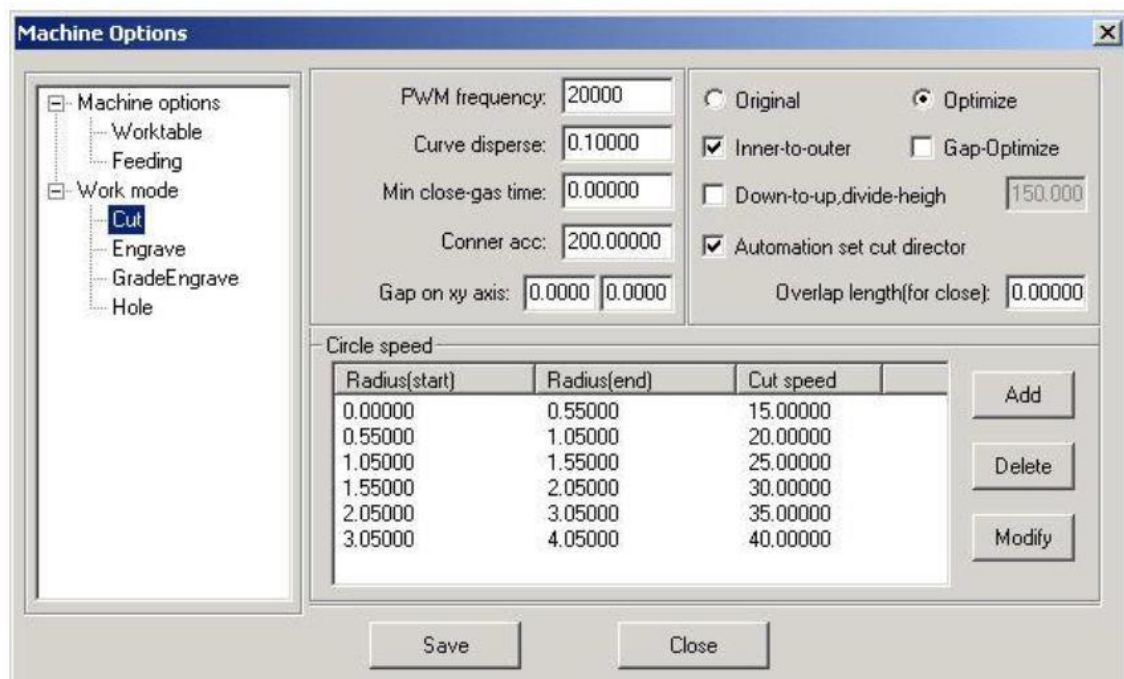 Machine Options
Machine options
Worktable
Feeding
Work mode
Cut
Engrave
GradeEngrave
Hole
PWM frequency: 20000
Curve disperse: 0.10000
Min close-gas time: 0.00000
Conner acc: 200.00000
Gap on xy axis: 0.0000 0.0000
Original Optimize
Inner-to-outer Gap-Optimize
Down-to-up,divide-heigh 150.000
Automation set cut director
Overlap length(for close): 0.00000
Circle speed
Radius(start) Radius(end) Cut speed
0.00000 0.55000 15.00000
0.55000 1.05000 20.00000
1.05000 1.55000 25.00000
1.55000 2.05000 30.00000
2.05000 3.05000 35.00000
3.05000 4.05000 40.00000
Add
Delete
Modify
Save Close